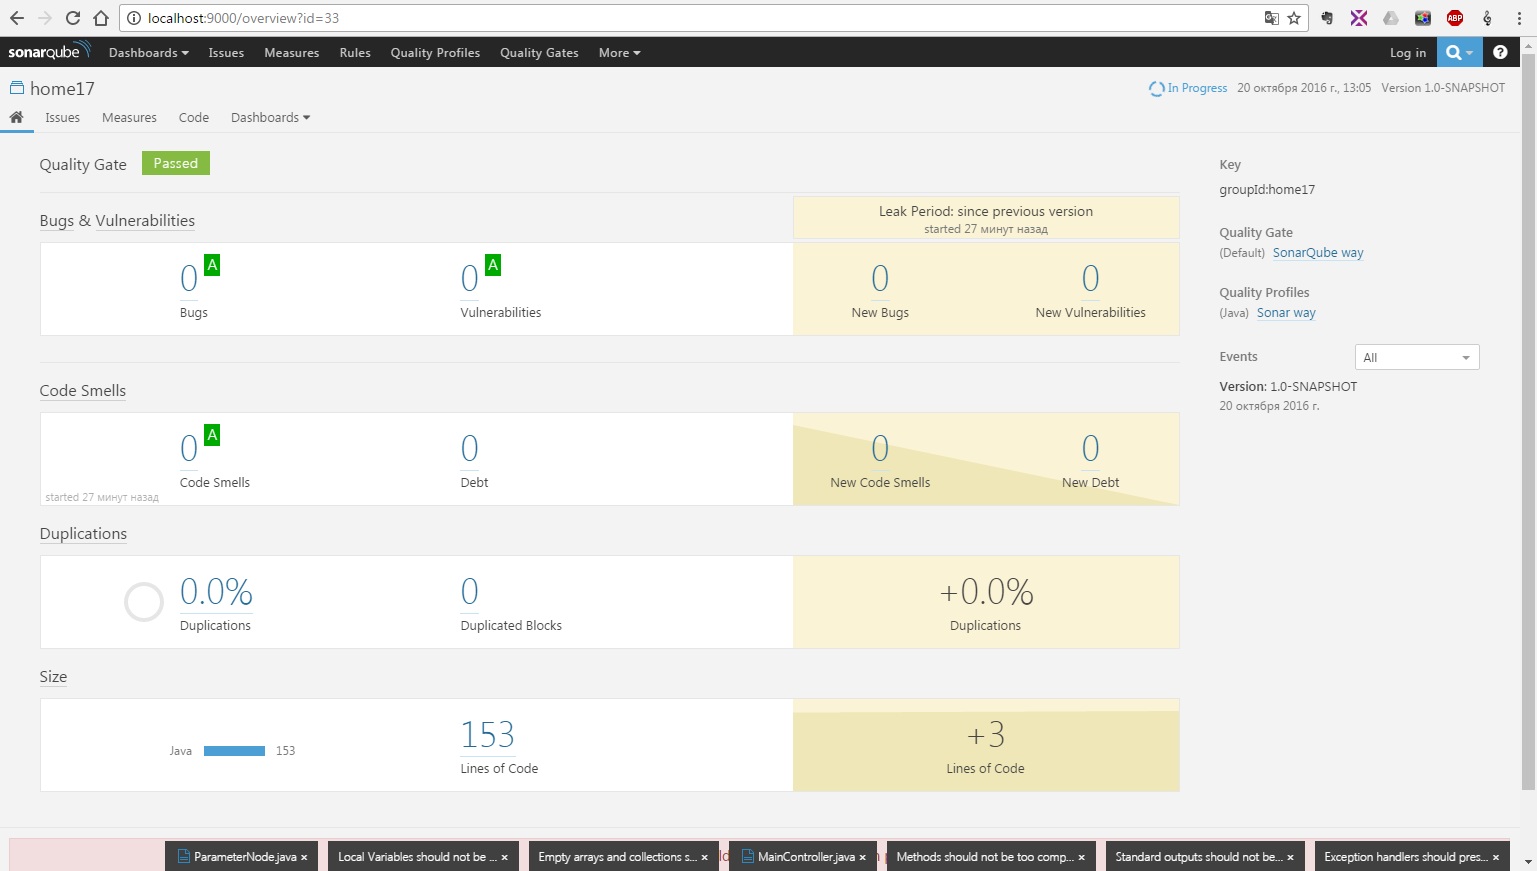 localhost:9000/overview?id=33
ABP
sonarqube Dashboards Issues Measures Rules Quality Profiles Quality Gates More Log in ?
home17 In Progress 20 октября 2016 г., 13:05 Version 1.0-SNAPSHOT
Issues Measures Code Dashboards
Quality Gate Passed
Bugs & Vulnerabilities
Leak Period: since previous version
started 27 минут назад
0 A 0 A 0 0
Bugs Vulnerabilities New Bugs New Vulnerabilities
Code Smells
0 A 0 0 0
Code Smells Debt New Code Smells New Debt
started 27 минут назад
Duplications
0.0% 0 +0.0%
Duplications Duplicated Blocks Duplications
Size
Java 153 153 +3
Lines of Code Lines of Code
Key
groupId:home17
Quality Gate
(Default) SonarQube way
Quality Profiles
(Java) Sonar way
Events All
Version: 1.0-SNAPSHOT
20 октября 2016 г.
ParameterNode.java × Local Variables should not be ... × Empty arrays and collections s... × MainController.java × Methods should not be too comp... × Standard outputs should not be... × Exception handlers should pres... ×